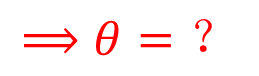 ⟹ θ = ?